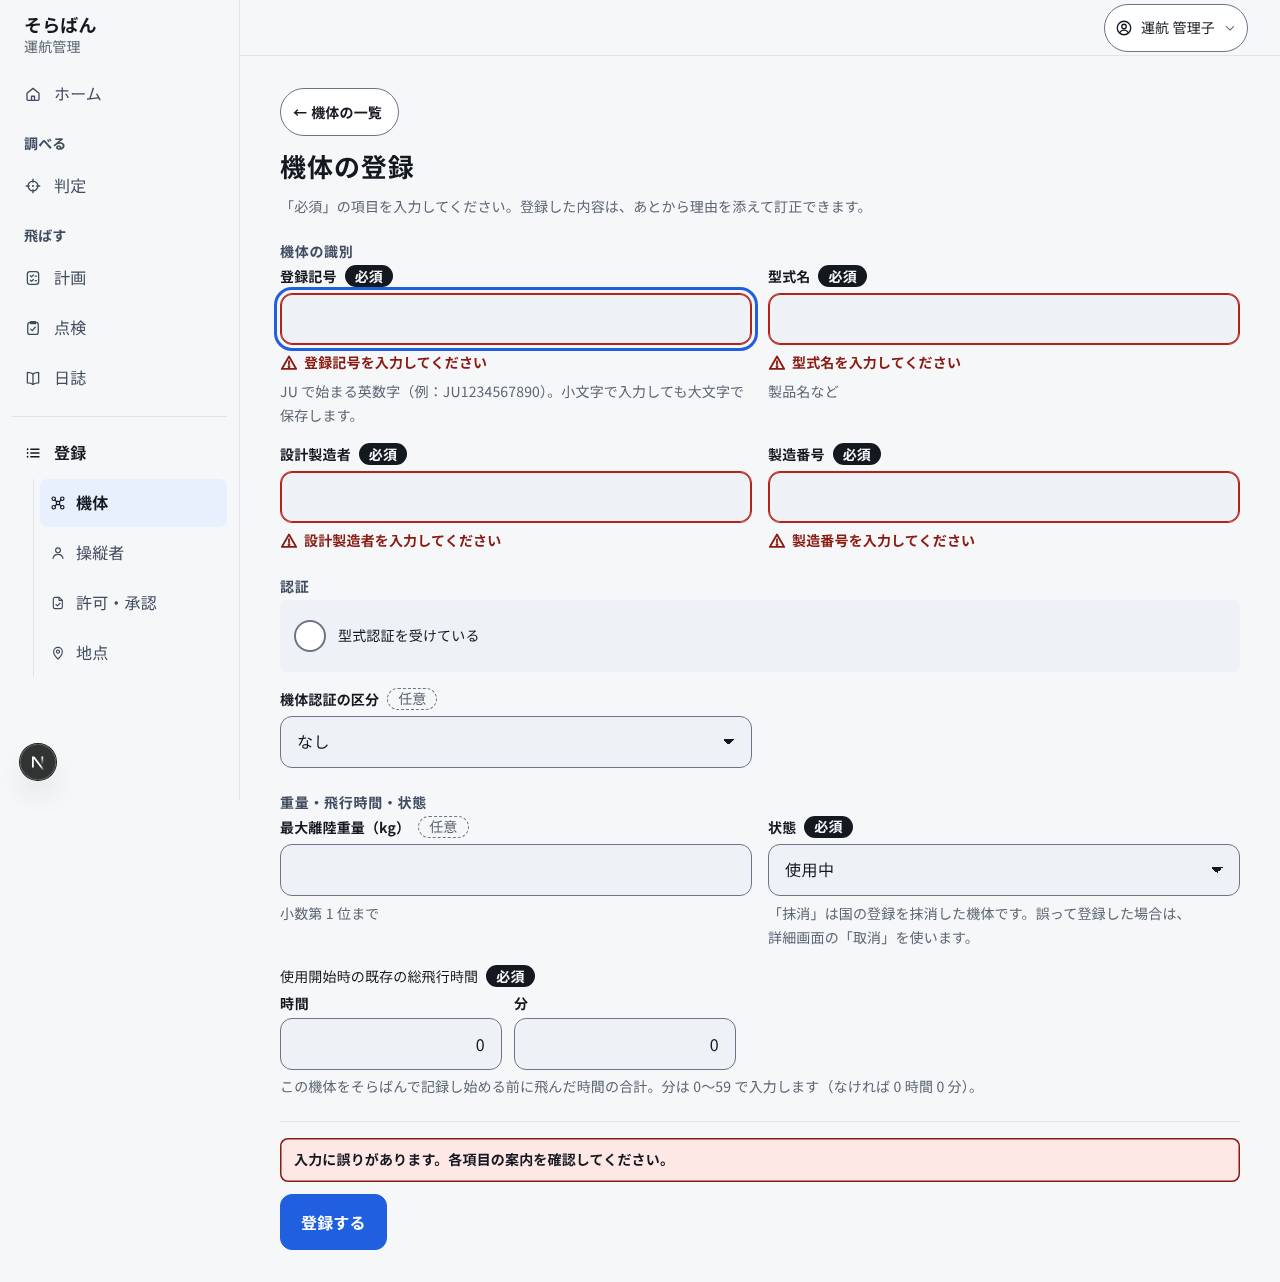 そらばん
運航管理
運航 管理子
ホーム
調べる
判定
飛ばす
計画
点検
日誌
登録
機体
操縦者
許可・承認
地点
N
← 機体の一覧
機体の登録
「必須」の項目を入力してください。登録した内容は、あとから理由を添えて訂正できます。
機体の識別
登録記号 必須
型式名 必須
登録記号を入力してください
型式名を入力してください
JU で始まる英数字（例：JU1234567890）。小文字で入力しても大文字で
保存します。
製品名など
設計製造者 必須
製造番号 必須
設計製造者を入力してください
製造番号を入力してください
認証
型式認証を受けている
機体認証の区分 任意
なし
重量・飛行時間・状態
最大離陸重量（kg） 任意
状態 必須
使用中
小数第 1 位まで
「抹消」は国の登録を抹消した機体です。誤って登録した場合は、
詳細画面の「取消」を使います。
使用開始時の既存の総飛行時間 必須
時間
分
0
0
この機体をそらばんで記録し始める前に飛んだ時間の合計。分は 0〜59 で入力します（なければ 0 時間 0 分）。
入力に誤りがあります。各項目の案内を確認してください。
登録する